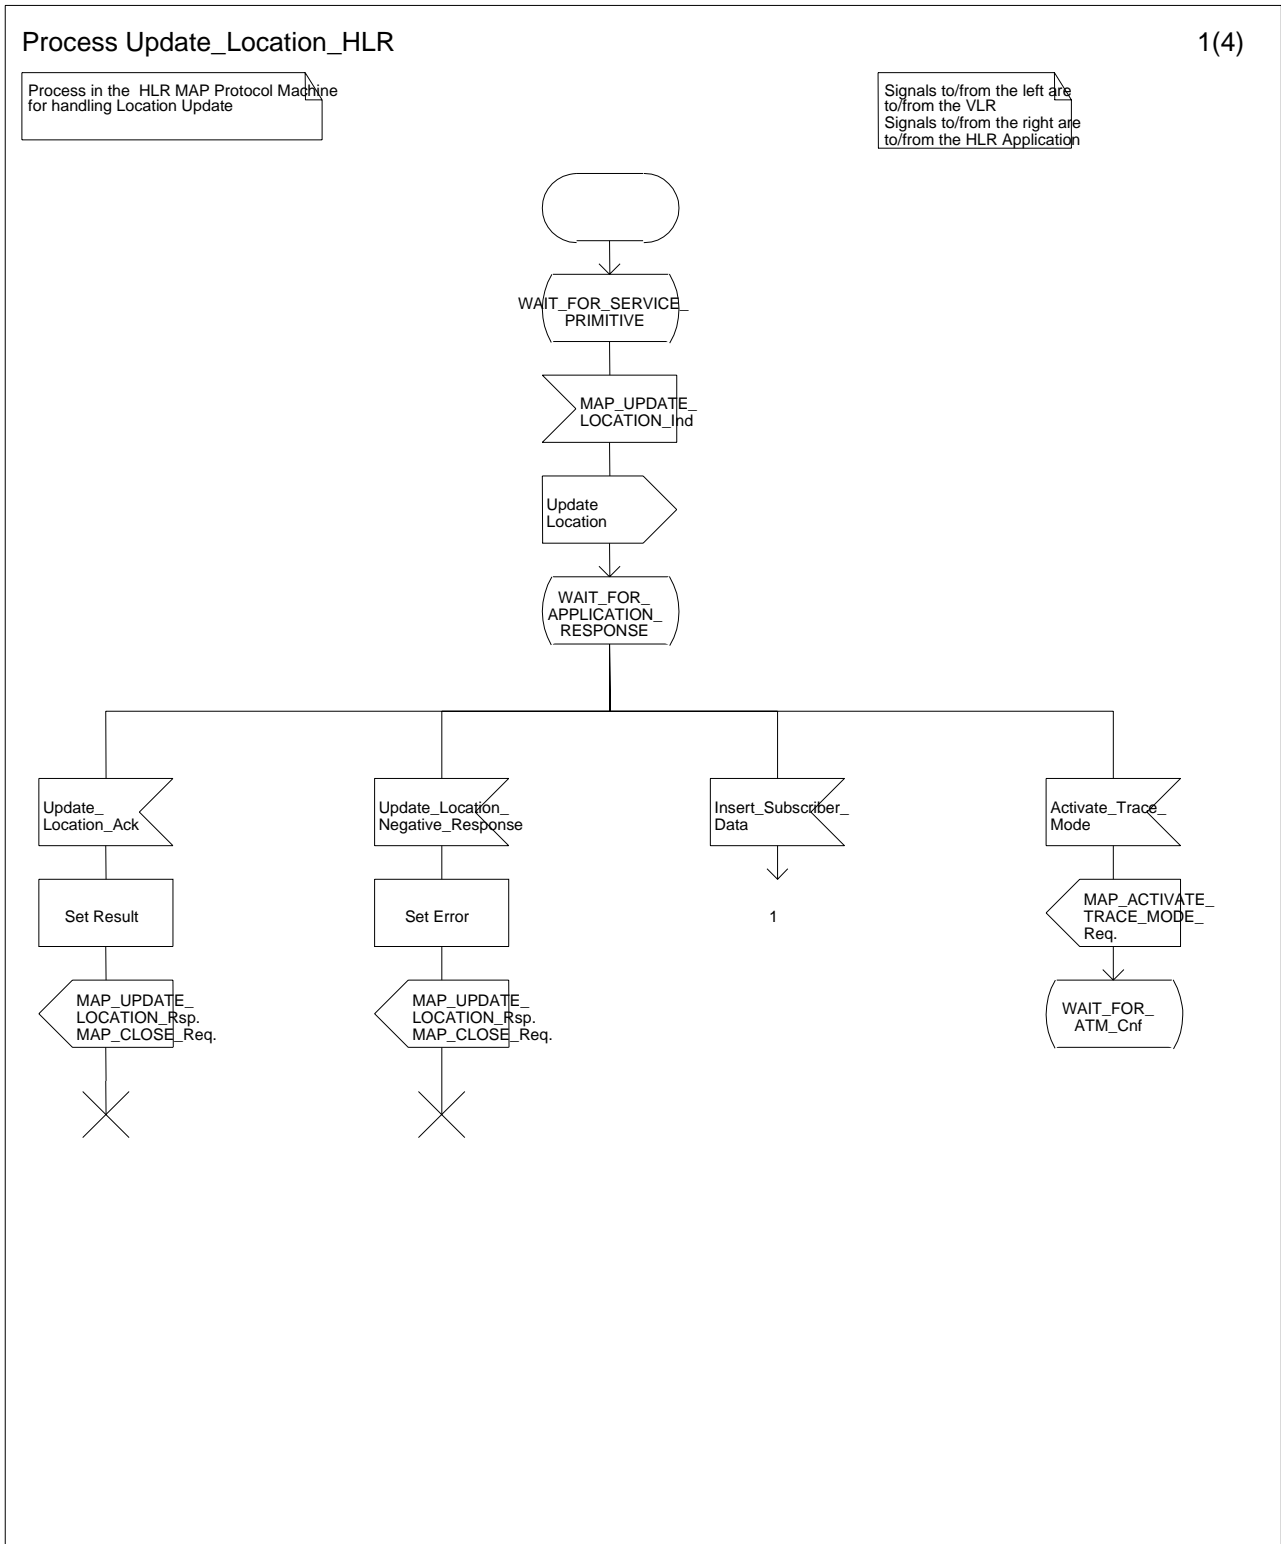 Process Update_Location_HLR
1(4)
Process in the  HLR MAP Protocol Machine
for handling Location Update
Signals to/from the left are
to/from the VLR
Signals to/from the right are
to/from the HLR Application
WAIT_FOR_SERVICE_
PRIMITIVE
MAP_UPDATE_
LOCATION_Ind
Update
Location
WAIT_FOR_
APPLICATION_
RESPONSE
Update_
Location_Ack
Update_Location_
Negative_Response
Insert_Subscriber_
Data
Activate_Trace_
Mode
Set Result
Set Error
1
MAP_ACTIVATE_
TRACE_MODE_
Req.
MAP_UPDATE_
LOCATION_Rsp.
MAP_CLOSE_Req.
MAP_UPDATE_
LOCATION_Rsp.
MAP_CLOSE_Req.
WAIT_FOR_
ATM_Cnf